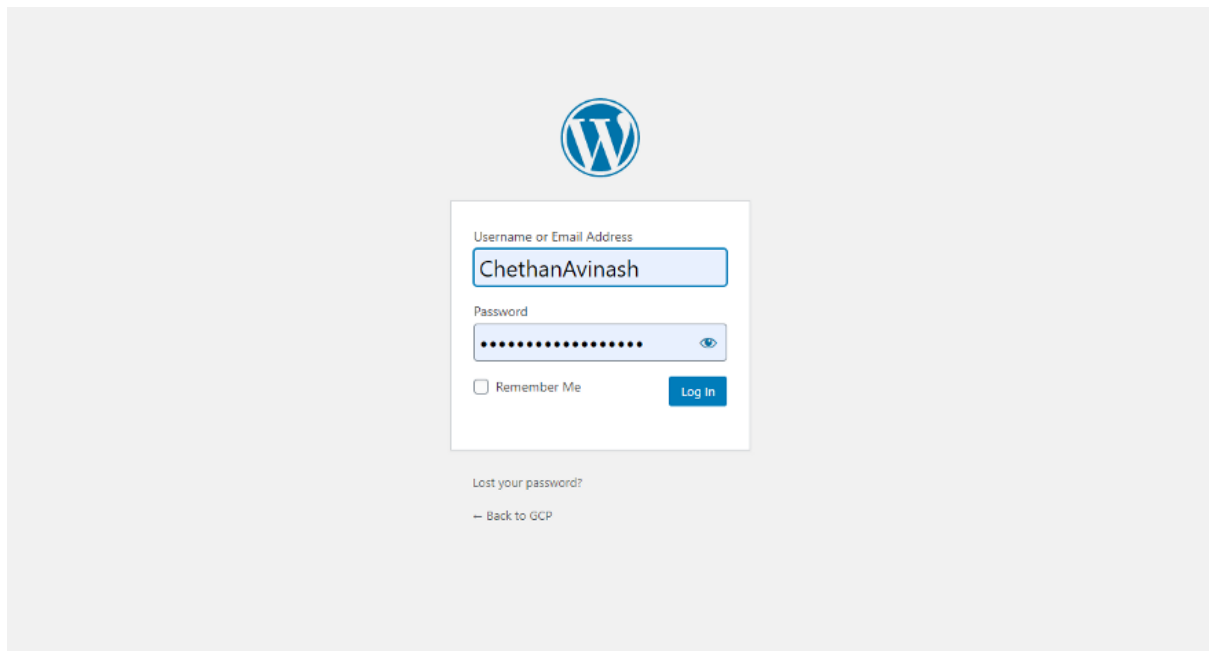 Username or Email Address
ChethanAvinash
Password
••••••••••••••••••
Remember Me
Log In
Lost your password?
← Back to GCP